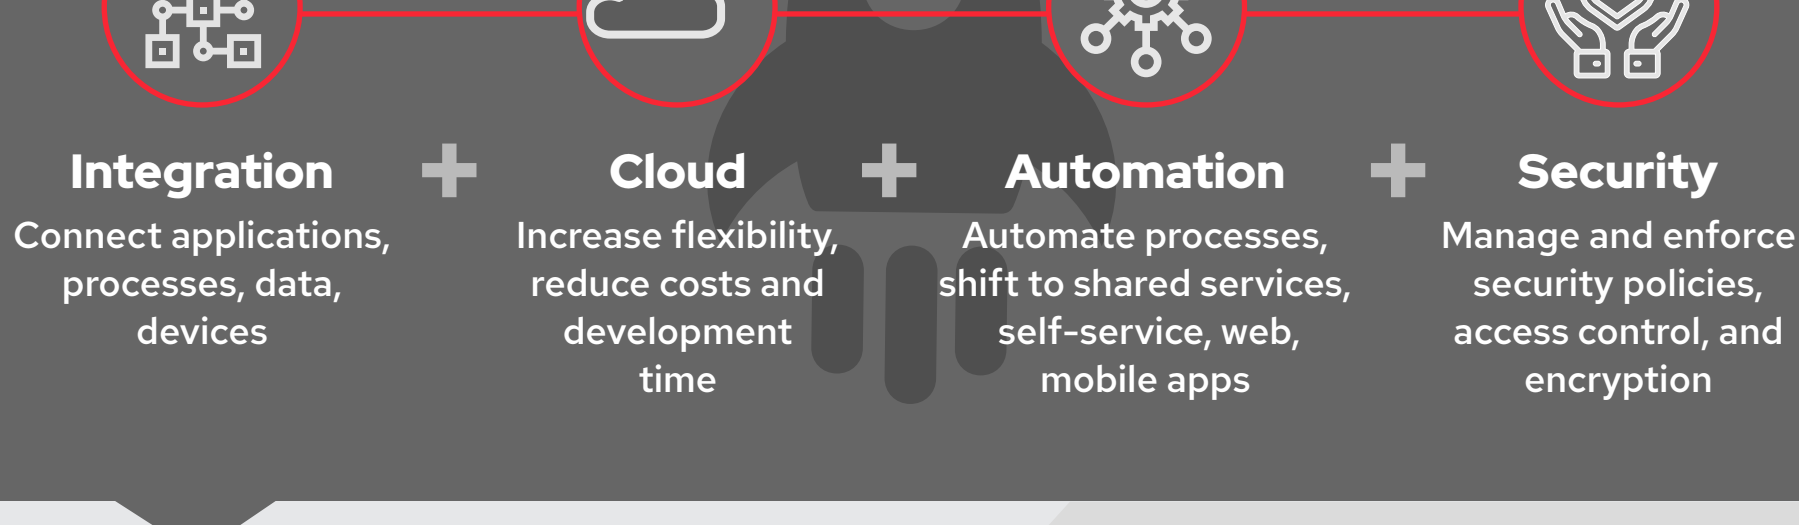 Integration
Connect applications,
processes, data,
devices
Cloud
Increase flexibility,
reduce costs and
development
time
Automation
Automate processes,
shift to shared services,
self-service, web,
mobile apps
Security
Manage and enforce
security policies,
access control, and
encryption